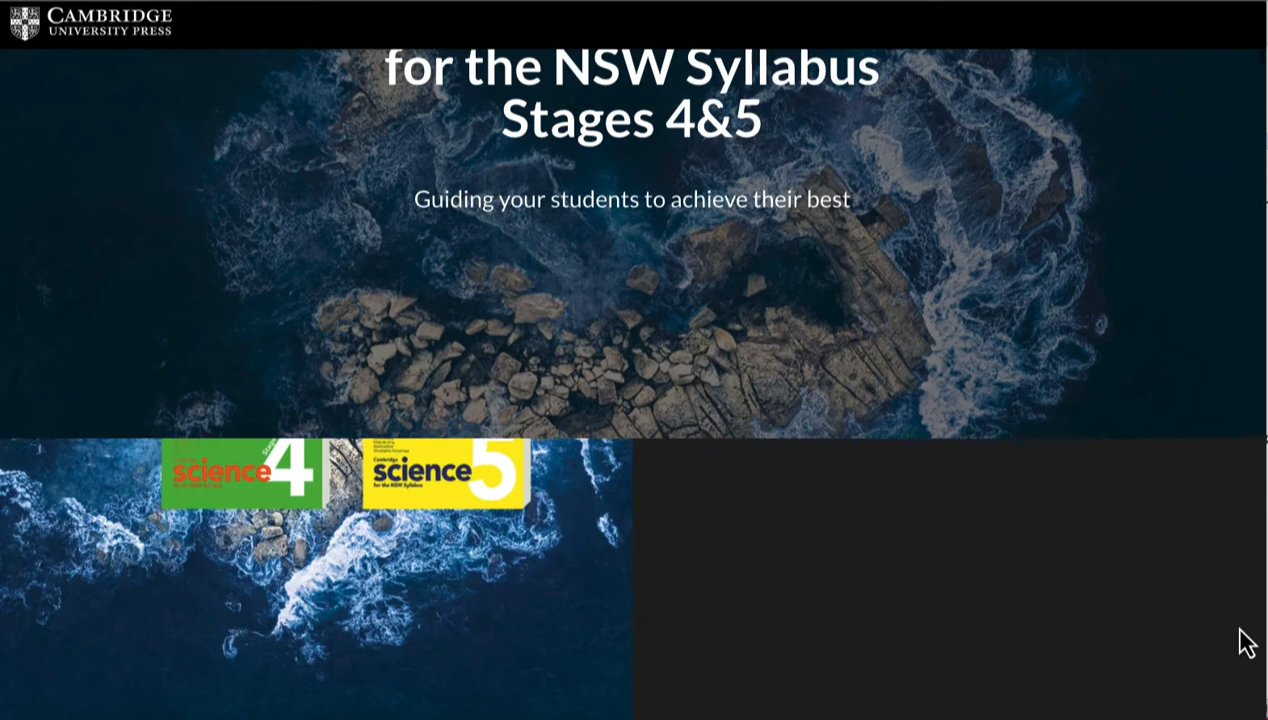 CAMBRIDGE
UNIVERSITY PRESS
for the NSW Syllabus
Stages 4&5
Guiding your students to achieve their best
science 4
Cambridge
science 5
for the NSW Syllabus